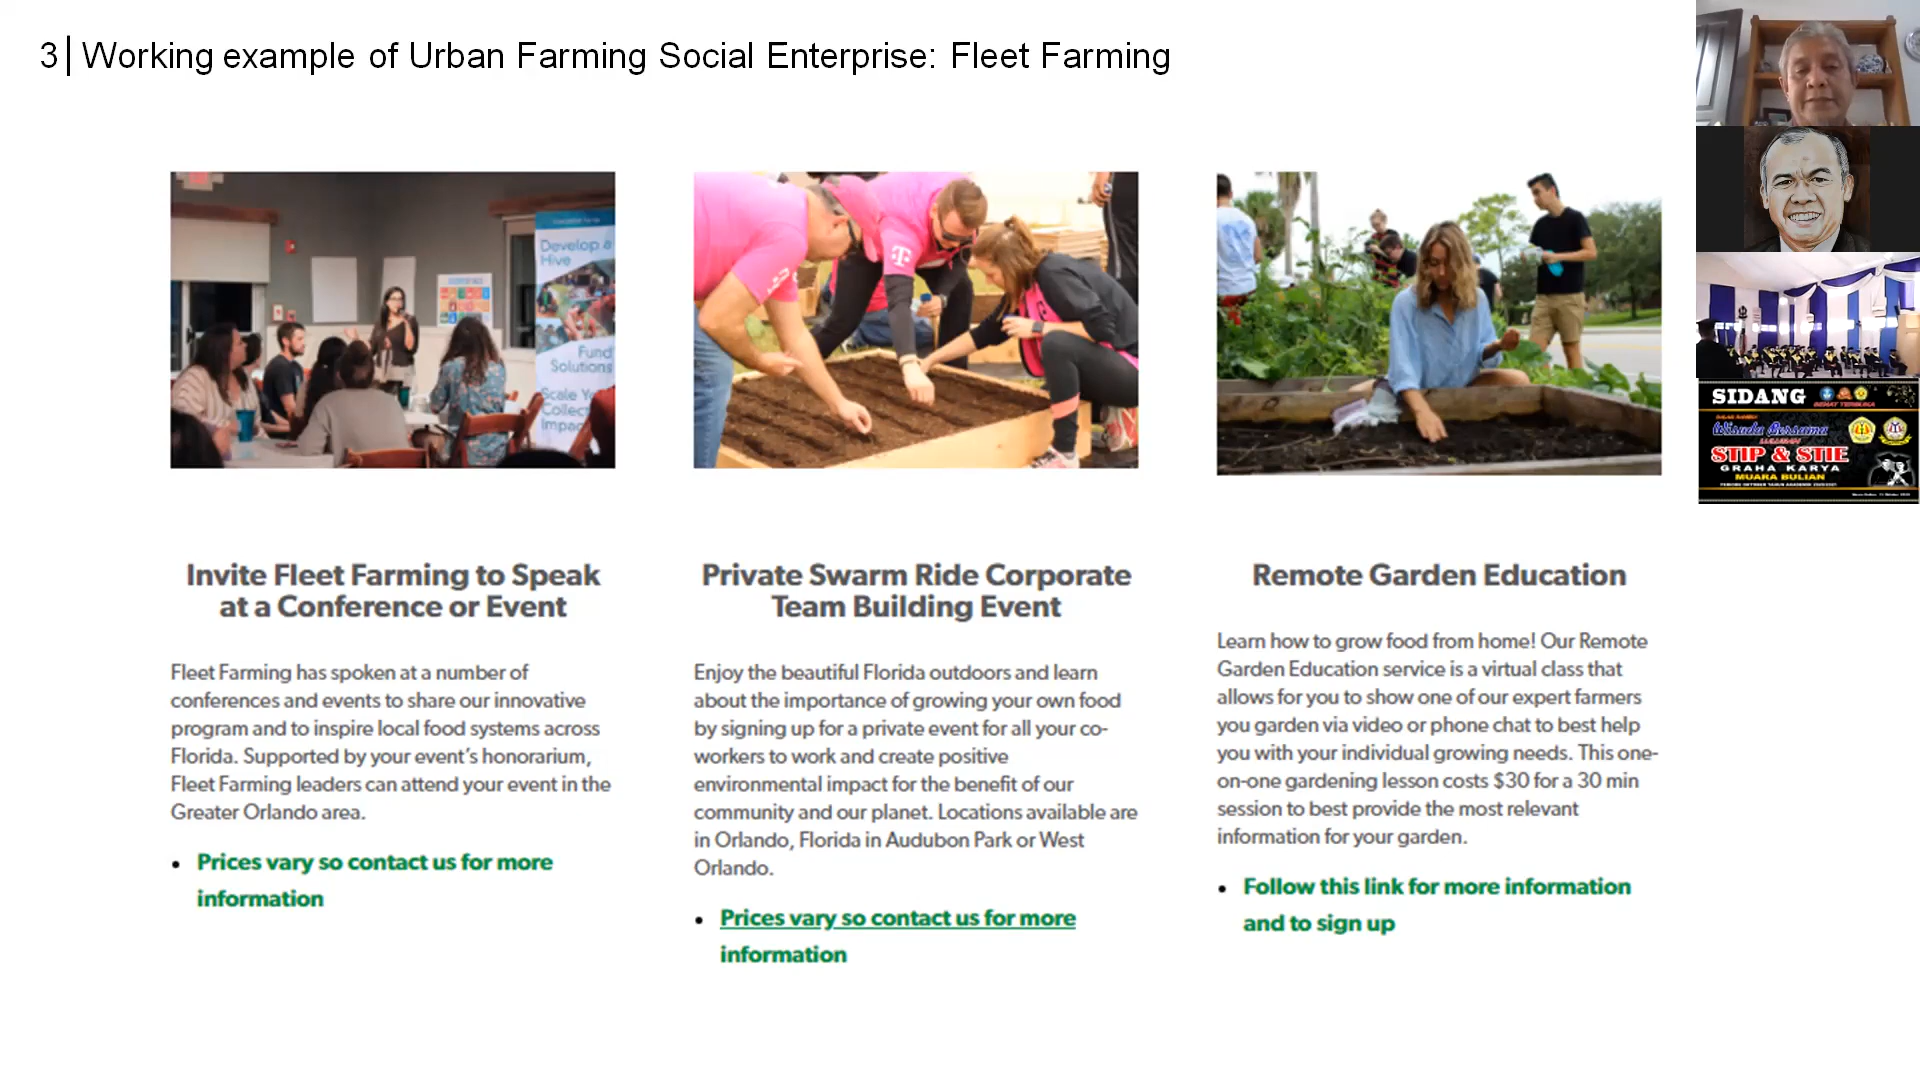 3| Working example of Urban Farming Social Enterprise: Fleet Farming
Develop a
Hive
Fund
Solutions
Scale Yo
Collect
Impac
Invite Fleet Farming to Speak
at a Conference or Event
Fleet Farming has spoken at a number of
conferences and events to share our innovative
program and to inspire local food systems across
Florida. Supported by your event's honorarium,
Fleet Farming leaders can attend your event in the
Greater Orlando area.
• Prices vary so contact us for more
information
T
Private Swarm Ride Corporate
Team Building Event
Enjoy the beautiful Florida outdoors and learn
about the importance of growing your own food
by signing up for a private event for all your co-
workers to work and create positive
environmental impact for the benefit of our
community and our planet. Locations available are
in Orlando, Florida in Audubon Park or West
Orlando.
• Prices vary so contact us for more
information
Remote Garden Education
Learn how to grow food from home! Our Remote
Garden Education service is a virtual class that
allows for you to show one of our expert farmers
you garden via video or phone chat to best help
you with your individual growing needs. This one-
on-one gardening lesson costs $30 for a 30 min
session to best provide the most relevant
information for your garden.
• Follow this link for more information
and to sign up
SIDANG
SENAT TERBUKA
Wisuda Bersama
LULUSAN
STIP & STIE
GRAHA KARYA
MUARA BULIAN